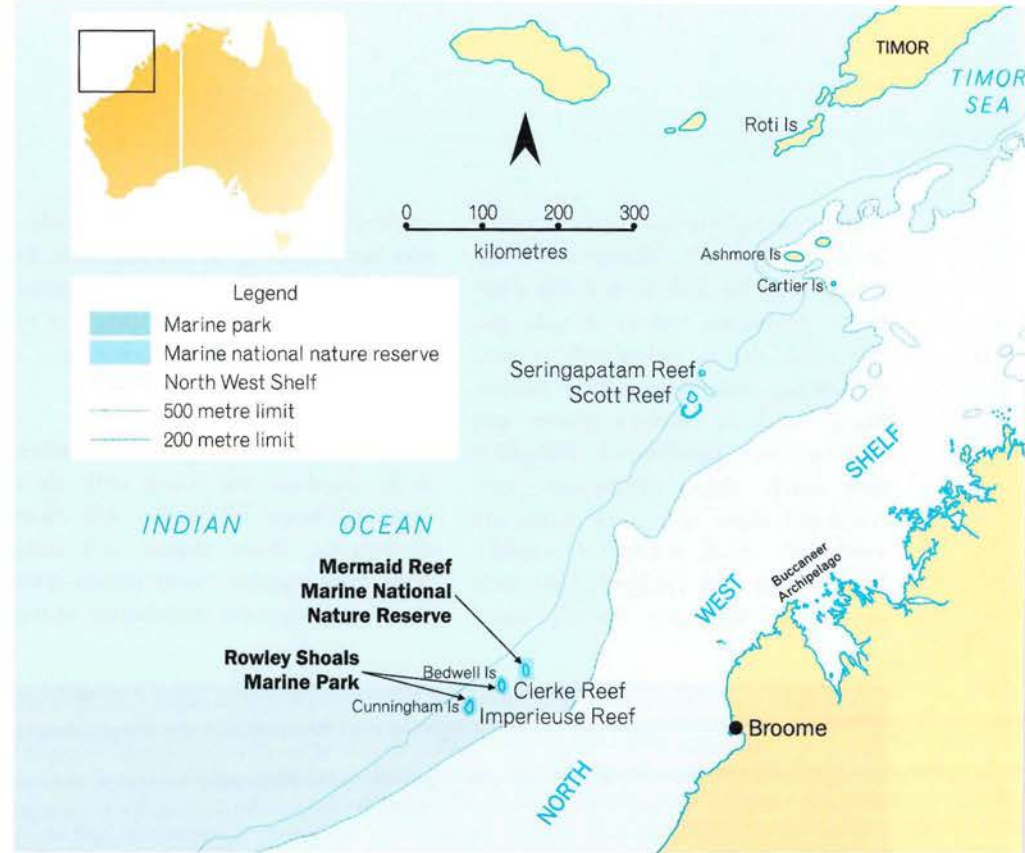 TIMOR
TIMOR
SEA
Roti Is
0 100 200 300
kilometres
Ashmore Is
Cartier Is
Legend
Marine park
Marine national nature reserve
North West Shelf
500 metre limit
200 metre limit
Seringapatam Reef
Scott Reef
SHELF
INDIAN OCEAN
WEST
Buccaneer
Archipelago
Mermaid Reef
Marine National
Nature Reserve
Rowley Shoals
Marine Park
Bedwell Is
Clerke Reef
Cunningham Is
Imperieuse Reef
Broome
NORTH